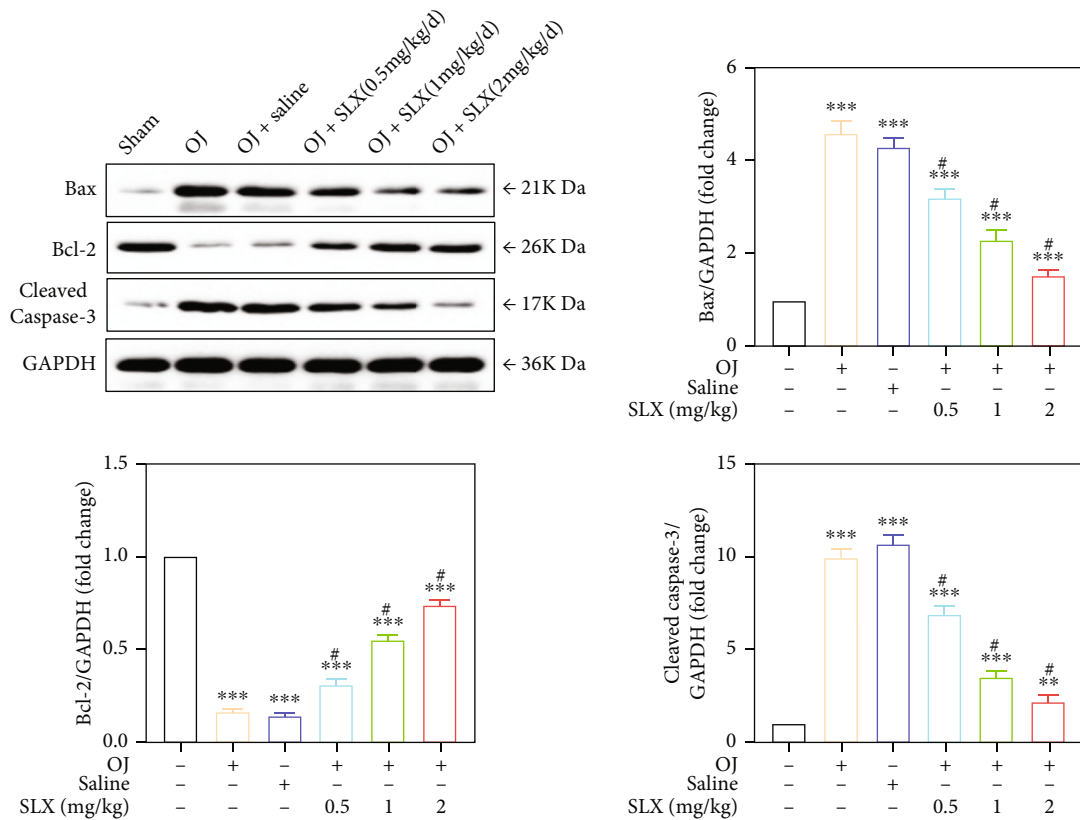 Sham
OJ
OJ + saline
OJ + SLX(0.5mg/kg/d)
OJ + SLX(1mg/kg/d)
OJ + SLX(2mg/kg/d)
Bax
←21K Da
Bcl-2
←26K Da
Cleaved
Caspase-3
←17K Da
GAPDH
←36K Da
Bax/GAPDH (fold change)
6
4
2
0
***
***
#
***
#
***
#
***
OJ – + – + + +
Saline – – + – – –
SLX (mg/kg) – – – 0.5 1 2
Bcl-2/GAPDH (fold change)
1.5
1.0
0.5
0.0
***
***
#
***
#
***
#
***
OJ – + – + + +
Saline – – + – – –
SLX (mg/kg) – – – 0.5 1 2
Cleaved caspase-3/
GAPDH (fold change)
15
10
5
0
***
***
#
***
#
***
#
**
OJ – + – + + +
Saline – – + – – –
SLX (mg/kg) – – – 0.5 1 2